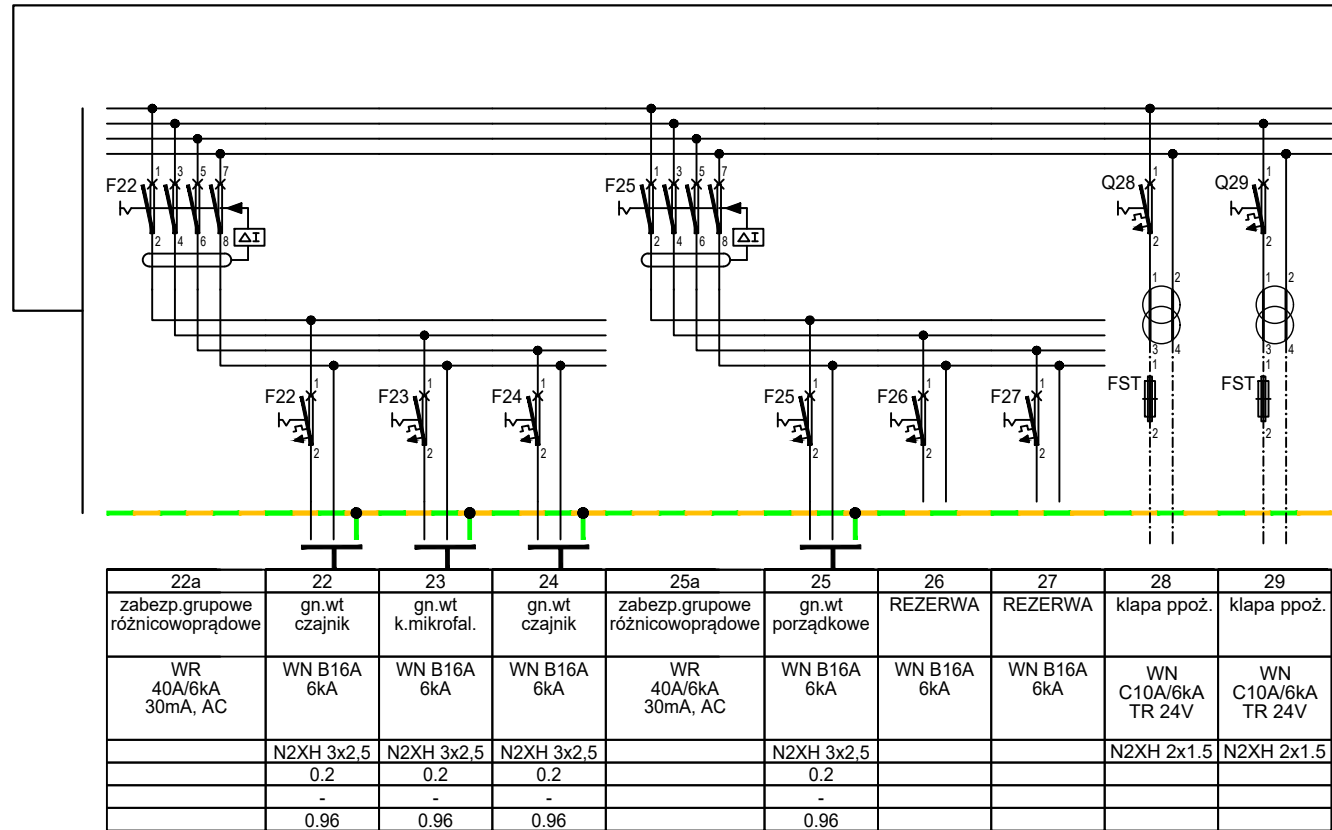 1 3 5 7
F22
ΔI
2 4 6 8
1 3 5 7
F25
ΔI
2 4 6 8
1
Q28
2
1
Q29
2
1 2
3 4
1 2
3 4
1
F22
2
1
F23
2
1
F24
2
1
F25
2
1
F26
2
1
F27
2
1
FST
2
1
FST
2
22a 22 23 24 25a 25 26 27 28 29
zabezp.grupowe gn.wt gn.wt gn.wt zabezp.grupowe gn.wt REZERWA REZERWA klapa ppoż. klapa ppoż.
różnicowoprądowe czajnik k.mikrofal. czajnik różnicowoprądowe porządkowe
WR WN B16A WN B16A WN B16A WR WN B16A WN B16A WN B16A WN WN
40A/6kA 6kA 6kA 6kA 40A/6kA 6kA 6kA 6kA C10A/6kA C10A/6kA
30mA, AC 30mA, AC TR 24V TR 24V
N2XH 3x2,5 N2XH 3x2,5 N2XH 3x2,5 N2XH 3x2,5 N2XH 2x1.5 N2XH 2x1.5
0.2 0.2 0.2 0.2
- - - -
0.96 0.96 0.96 0.96